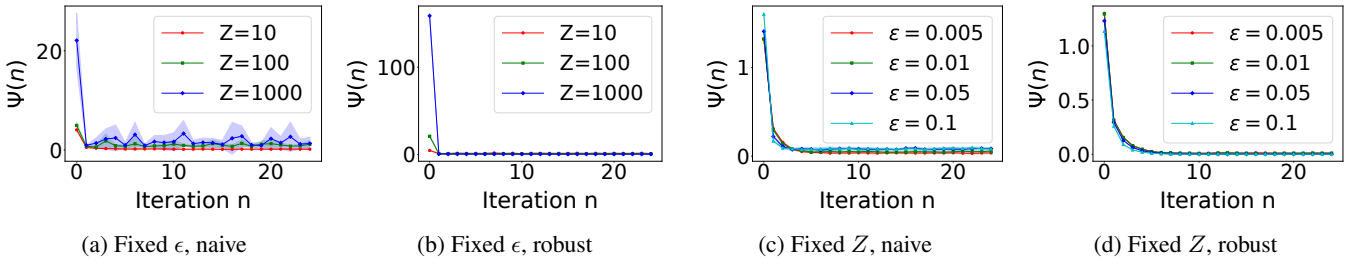 Ψ(n)
20
0
Z=10
Z=100
Z=1000
0 10 20
Iteration n
(a) Fixed ϵ, naive
Ψ(n)
100
0
Z=10
Z=100
Z=1000
0 10 20
Iteration n
(b) Fixed ϵ, robust
Ψ(n)
1
0
ε = 0.005
ε = 0.01
ε = 0.05
ε = 0.1
0 10 20
Iteration n
(c) Fixed Z, naive
Ψ(n)
1.0
0.5
0.0
ε = 0.005
ε = 0.01
ε = 0.05
ε = 0.1
0 10 20
Iteration n
(d) Fixed Z, robust